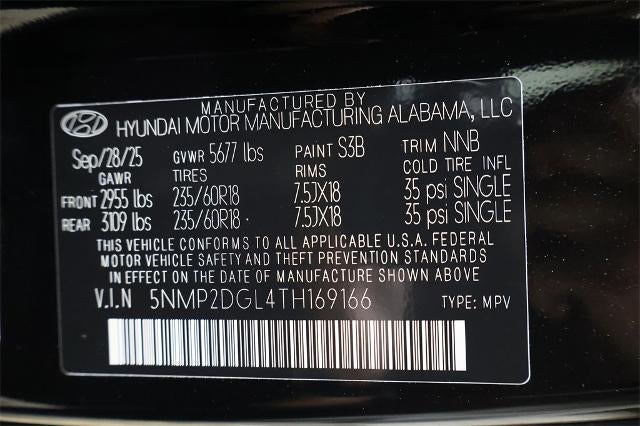 MANUFACTURED BY
HYUNDAI MOTOR MANUFACTURING ALABAMA, LLC
Sep/28/25 GVWR 5677 lbs PAINT S3B TRIM NNB
GAWR TIRES RIMS COLD TIRE INFL
FRONT 2955 lbs 235/60R18 7.5JX18 35 psi SINGLE
REAR 3109 lbs 235/60R18 7.5JX18 35 psi SINGLE
THIS VEHICLE CONFORMS TO ALL APPLICABLE U.S.A. FEDERAL
MOTOR VEHICLE SAFETY AND THEFT PREVENTION STANDARDS
IN EFFECT ON THE DATE OF MANUFACTURE SHOWN ABOVE.
V.I.N 5NMP2DGL4TH169166 TYPE: MPV